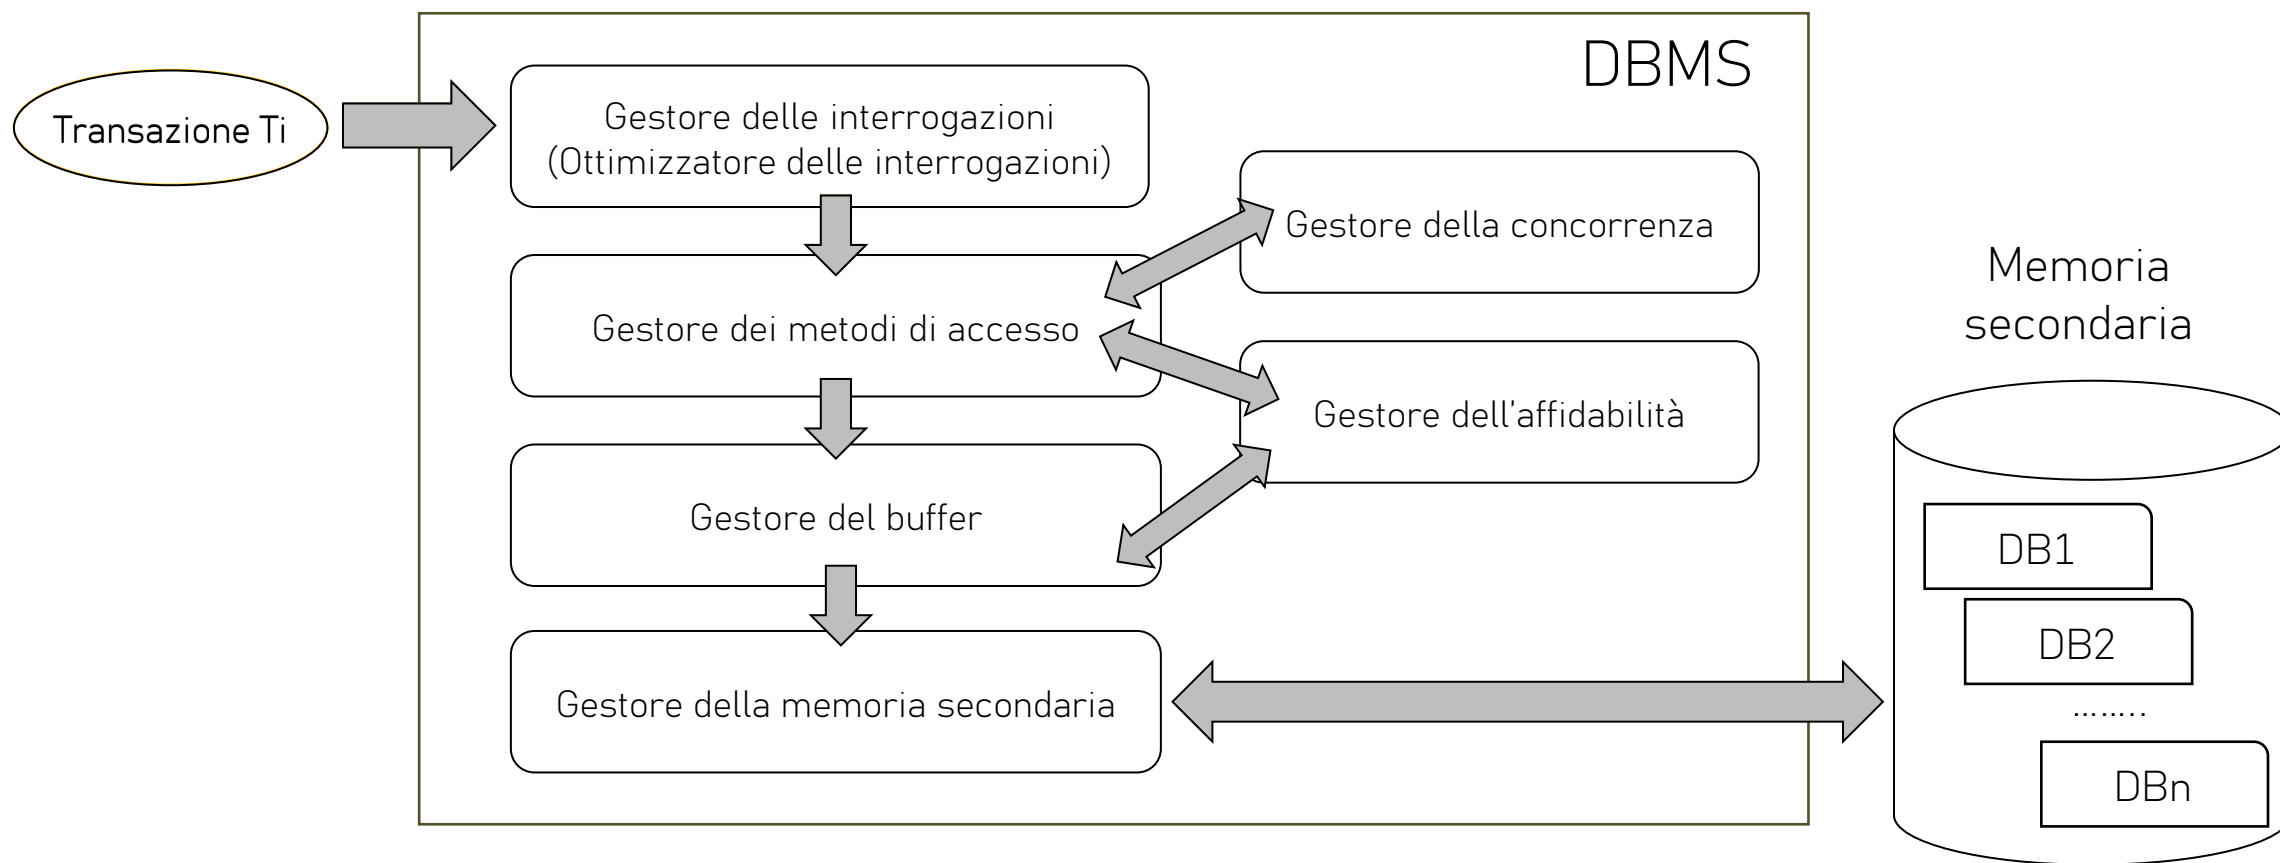 DBMS
Transazione Ti
Gestore delle interrogazioni
(Ottimizzatore delle interrogazioni)
Gestore della concorrenza
Gestore dei metodi di accesso
Gestore dell'affidabilità
Gestore del buffer
Gestore della memoria secondaria
Memoria
secondaria
DB1
DB2
........
DBn